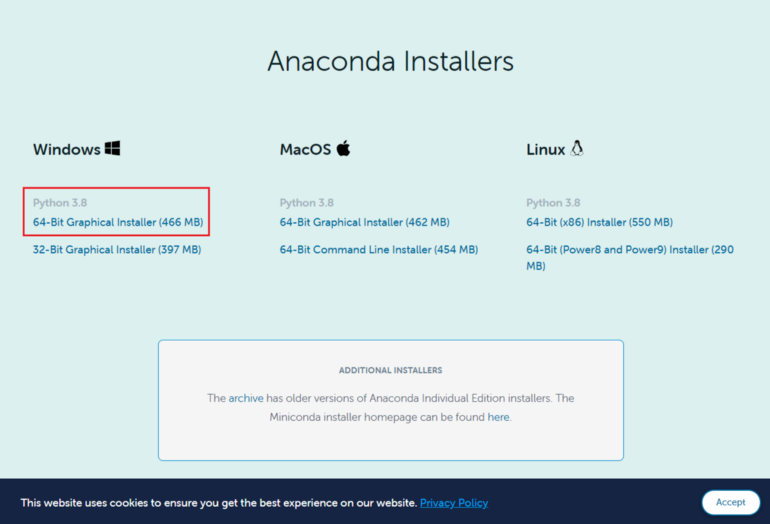 Anaconda Installers
Windows
MacOS
Linux
Python 3.8
64-Bit Graphical Installer (466 MB)
32-Bit Graphical Installer (397 MB)
Python 3.8
64-Bit Graphical Installer (462 MB)
64-Bit Command Line Installer (454 MB)
Python 3.8
64-Bit (x86) Installer (550 MB)
64-Bit (Power8 and Power9) Installer (290
MB)
ADDITIONAL INSTALLERS
The archive has older versions of Anaconda Individual Edition installers. The
Miniconda installer homepage can be found here.
This website uses cookies to ensure you get the best experience on our website. Privacy Policy
Accept